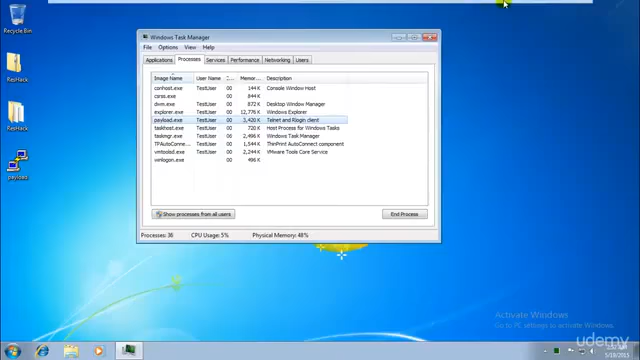 Recycle Bin
ResHack
ResHack
payload
Windows Task Manager
File Options View Help
Applications Processes Services Performance Networking Users
Image Name User Name C... Memor... Description
conhost.exe TestUser 00 144 K Console Window Host
csrss.exe 00 844 K
dwm.exe TestUser 00 872 K Desktop Window Manager
explorer.exe TestUser 00 12,776 K Windows Explorer
payload.exe TestUser 00 3,420 K Telnet and Rlogin client
taskhost.exe TestUser 00 720 K Host Process for Windows Tasks
taskmgr.exe TestUser 00 2,496 K Windows Task Manager
TPAutoConne... TestUser 00 1,544 K ThinPrint AutoConnect component
vmtoolsd.exe TestUser 00 2,144 K VMware Tools Core Service
winlogon.exe 00 496 K
Show processes from all users
End Process
Processes: 36 CPU Usage: 5% Physical Memory: 48%
Activate Windows
Go to PC settings to activate Windows.
udemy
5/19/2015